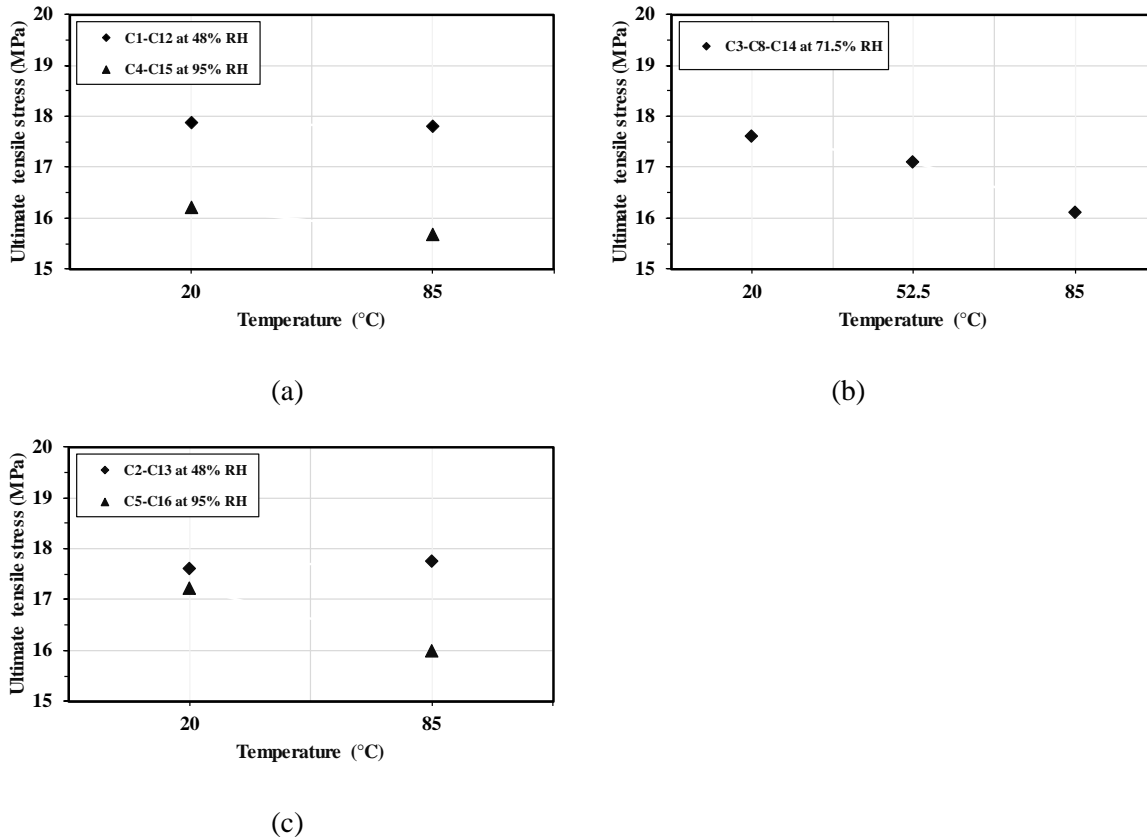 20
19
18
17
16
15
Ultimate tensile stress (MPa)
C1-C12 at 48% RH
C4-C15 at 95% RH
20 85
Temperature (°C)
(a)
20
19
18
17
16
15
Ultimate tensile stress (MPa)
C3-C8-C14 at 71.5% RH
20 52.5 85
Temperature (°C)
(b)
20
19
18
17
16
15
Ultimate tensile stress (MPa)
C2-C13 at 48% RH
C5-C16 at 95% RH
20 85
Temperature (°C)
(c)